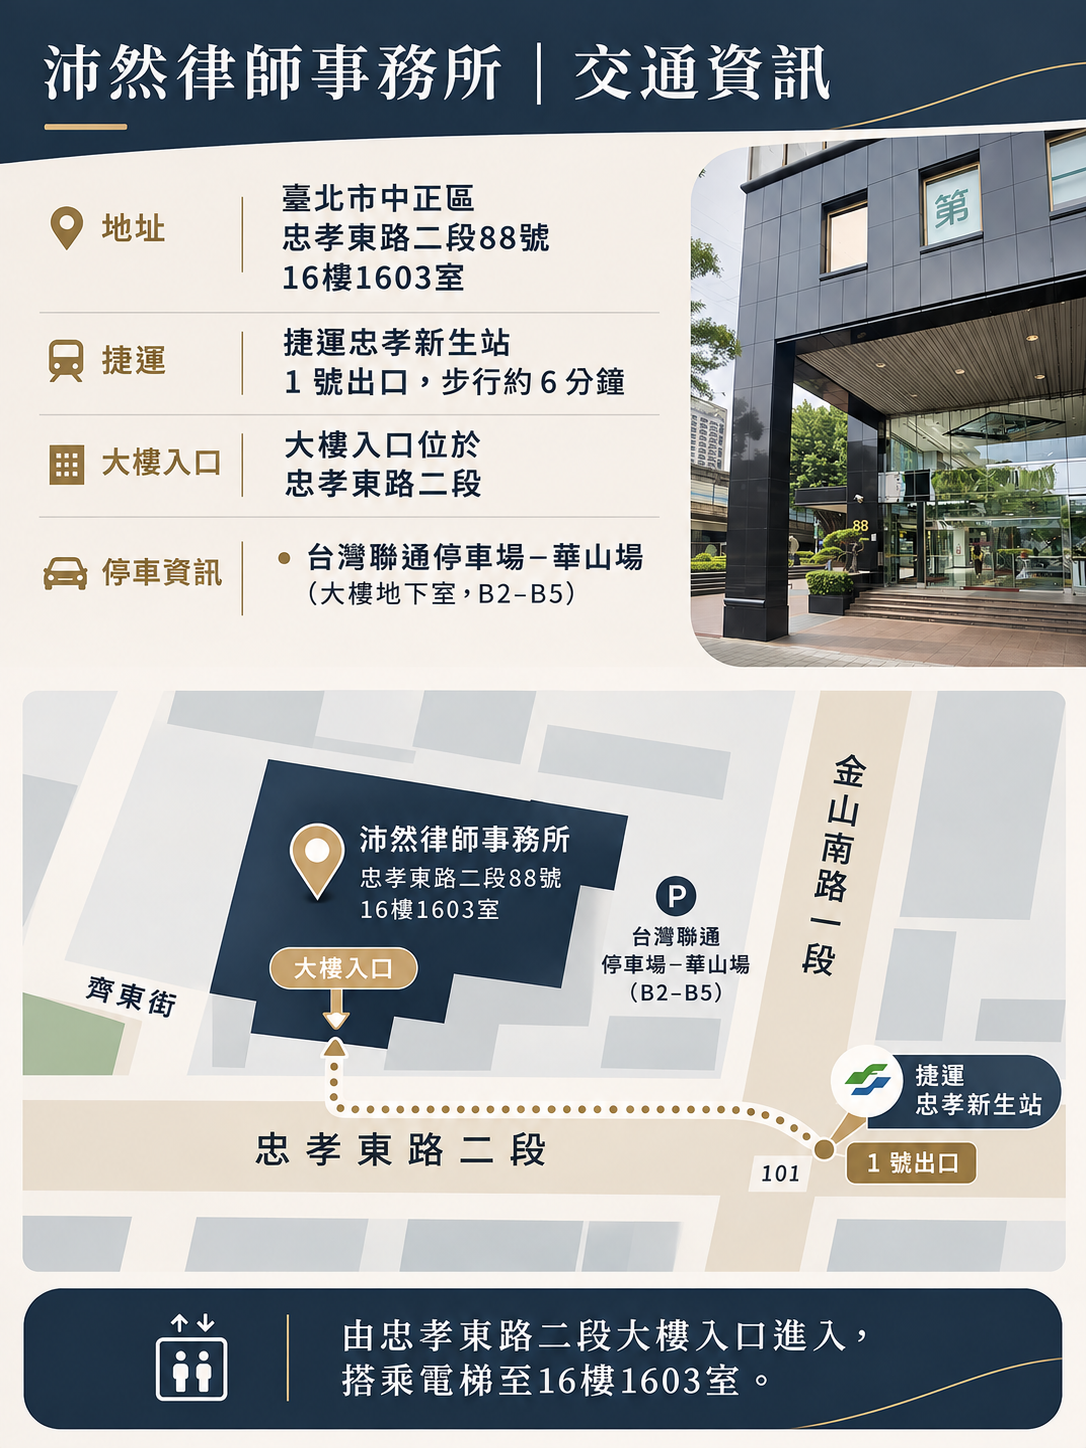 沛然律師事務所｜交通資訊
地址
臺北市中正區
忠孝東路二段88號
16樓1603室
捷運
捷運忠孝新生站
1 號出口，步行約 6 分鐘
大樓入口
大樓入口位於
忠孝東路二段
停車資訊
• 台灣聯通停車場–華山場
（大樓地下室，B2–B5）
第
88
金山南路一段
沛然律師事務所
忠孝東路二段88號
16樓1603室
大樓入口
P
台灣聯通
停車場–華山場
（B2–B5）
齊東街
捷運
忠孝新生站
1 號出口
101
忠孝東路二段
由忠孝東路二段大樓入口進入，
搭乘電梯至16樓1603室。